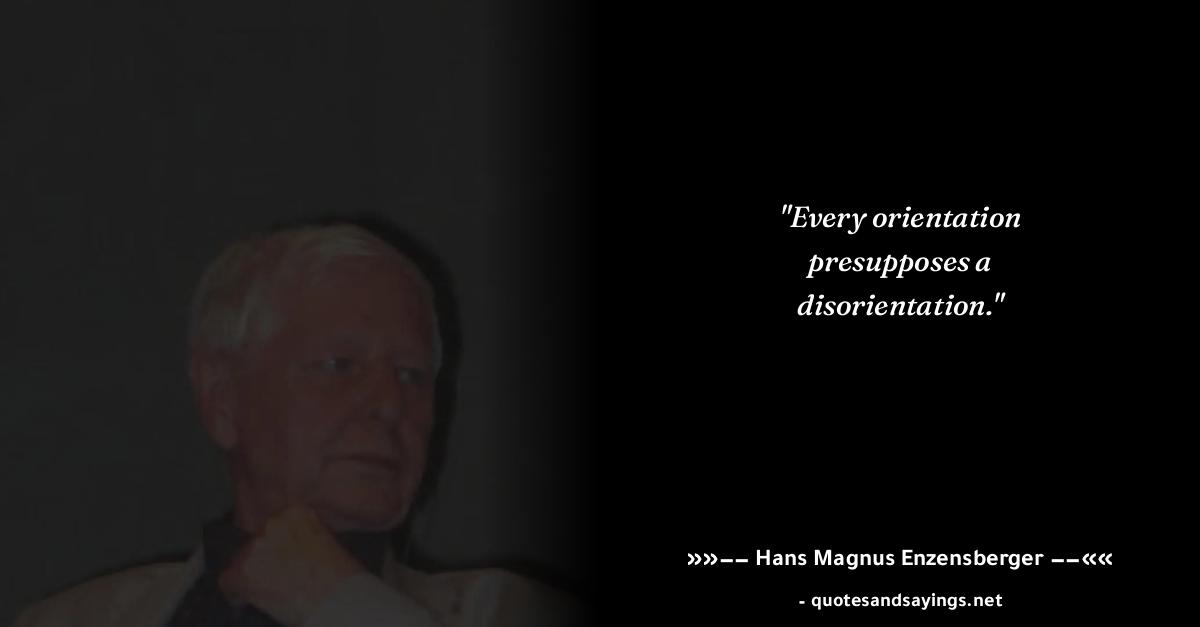 "Every orientation
presupposes a
disorientation."
»»−− Hans Magnus Enzensberger −−««
- quotesandsayings.net